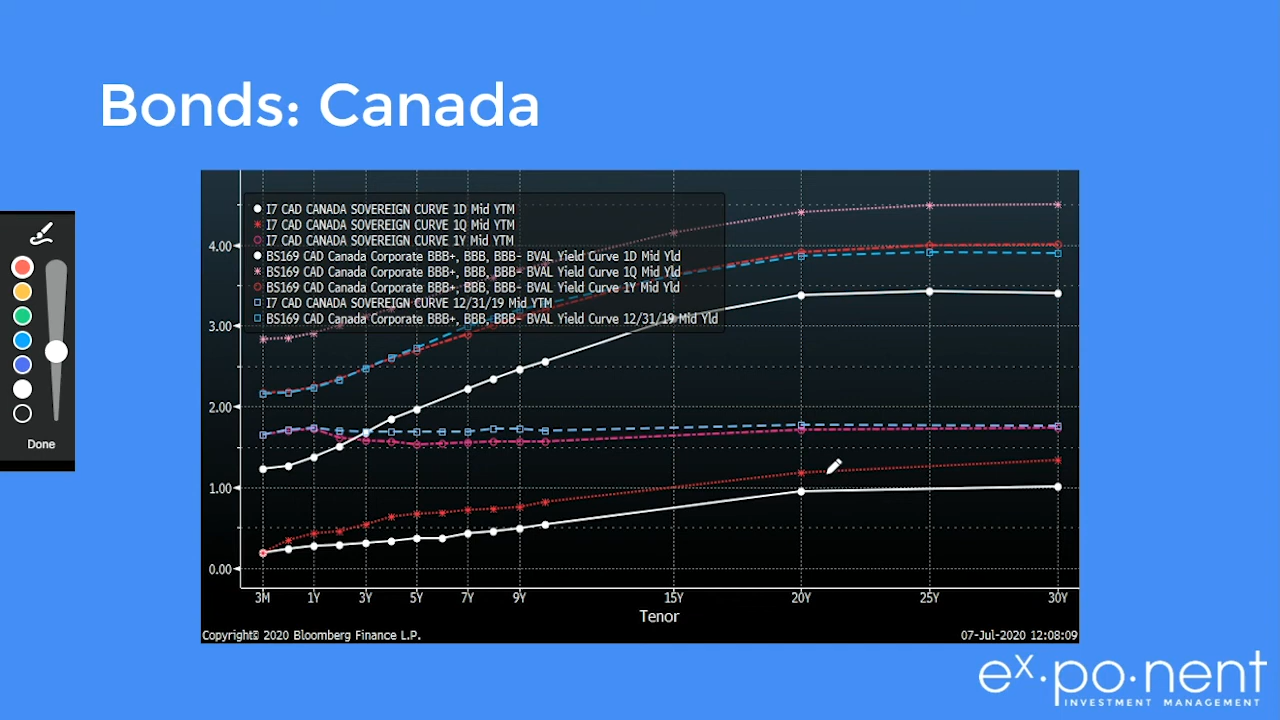 Bonds: Canada
I7 CAD CANADA SOVEREIGN CURVE 1D Mid YTM
I7 CAD CANADA SOVEREIGN CURVE 1Q Mid YTM
I7 CAD CANADA SOVEREIGN CURVE 1Y Mid YTM
BS169 CAD Canada Corporate BBB+, BBB, BBB- BVAL Yield Curve 1D Mid Yld
BS169 CAD Canada Corporate BBB+, BBB, BBB- BVAL Yield Curve 1Q Mid Yld
BS169 CAD Canada Corporate BBB+, BBB, BBB- BVAL Yield Curve 1Y Mid Yld
I7 CAD CANADA SOVEREIGN CURVE 12/31/19 Mid YTM
BS169 CAD Canada Corporate BBB+, BBB, BBB- BVAL Yield Curve 12/31/19 Mid Yld
4.00
3.00
2.00
1.00
0.00
3M 1Y 3Y 5Y 7Y 9Y 15Y 20Y 25Y 30Y
Tenor
Copyright© 2020 Bloomberg Finance L.P. 07-Jul-2020 12:08:09
Done
ex·po·nent
INVESTMENT MANAGEMENT